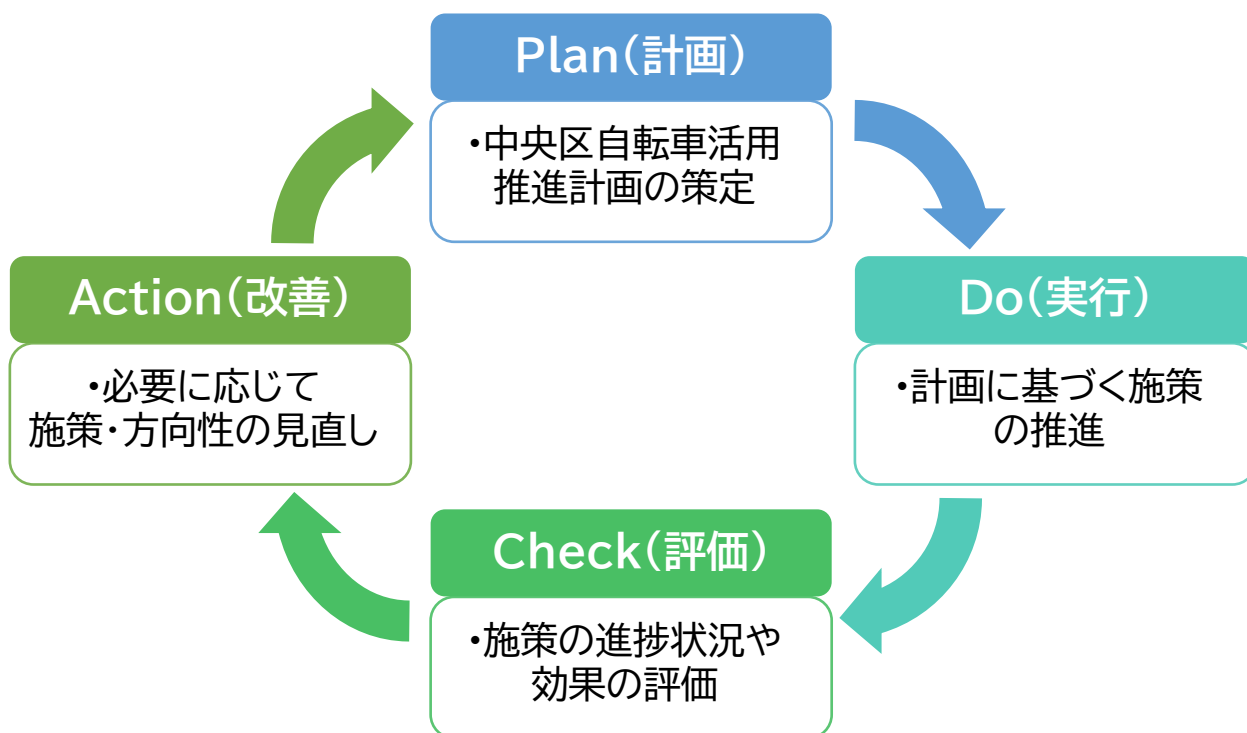 Plan(計画)
・中央区自転車活用
推進計画の策定
Do(実行)
・計画に基づく施策
の推進
Check(評価)
・施策の進捗状況や
効果の評価
Action(改善)
・必要に応じて
施策・方向性の見直し